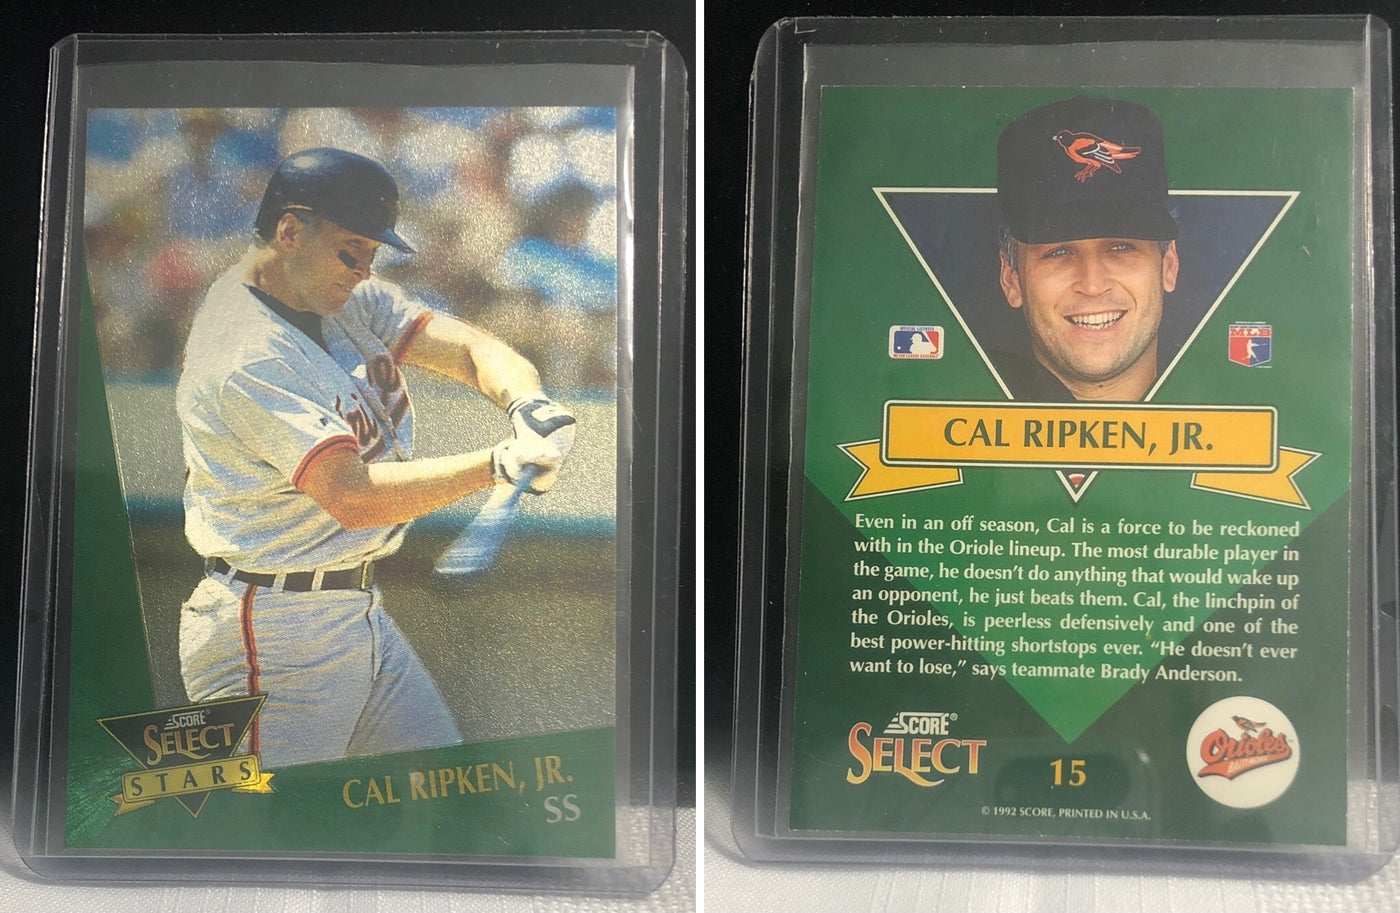 SCORE®
SELECT
STARS
CAL RIPKEN, JR.
SS
MLB
CAL RIPKEN, JR.
Even in an off season, Cal is a force to be reckoned
with in the Oriole lineup. The most durable player in
the game, he doesn't do anything that would wake up
an opponent, he just beats them. Cal, the linchpin of
the Orioles, is peerless defensively and one of the
best power-hitting shortstops ever. “He doesn't ever
want to lose,” says teammate Brady Anderson.
SCORE®
SELECT
15
Orioles
BALTIMORE
© 1992 SCORE, PRINTED IN U.S.A.